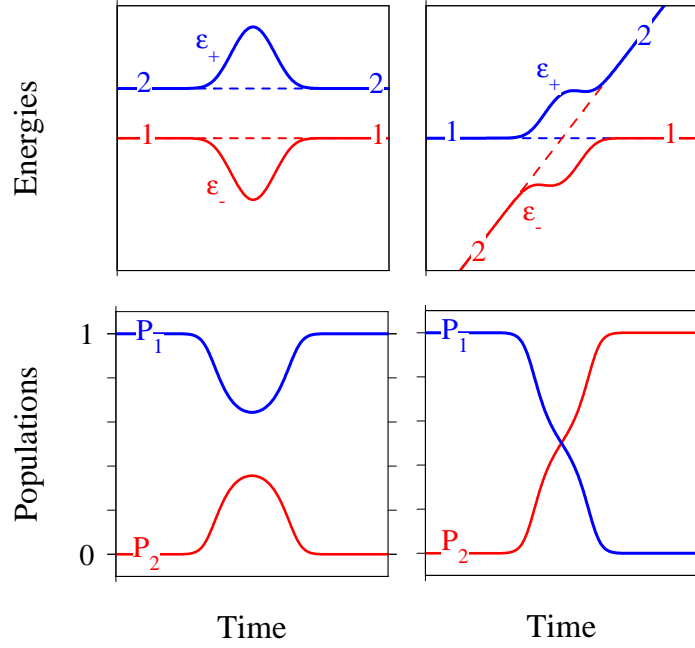 Energies
ε+
2 2
1 1
ε-
2
ε+
1 1
ε-
2
Populations
1
P1
0
P2
P1
P2
Time
Time